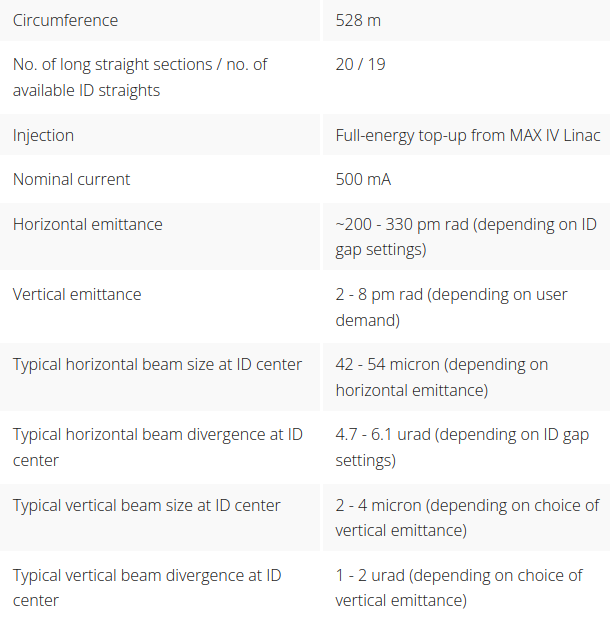 Circumference
528 m
No. of long straight sections / no. of
available ID straights
20 / 19
Injection
Full-energy top-up from MAX IV Linac
Nominal current
500 mA
Horizontal emittance
~200 - 330 pm rad (depending on ID
gap settings)
Vertical emittance
2 - 8 pm rad (depending on user
demand)
Typical horizontal beam size at ID center
42 - 54 micron (depending on
horizontal emittance)
Typical horizontal beam divergence at ID
center
4.7 - 6.1 urad (depending on ID gap
settings)
Typical vertical beam size at ID center
2 - 4 micron (depending on choice of
vertical emittance)
Typical vertical beam divergence at ID
center
1 - 2 urad (depending on choice of
vertical emittance)